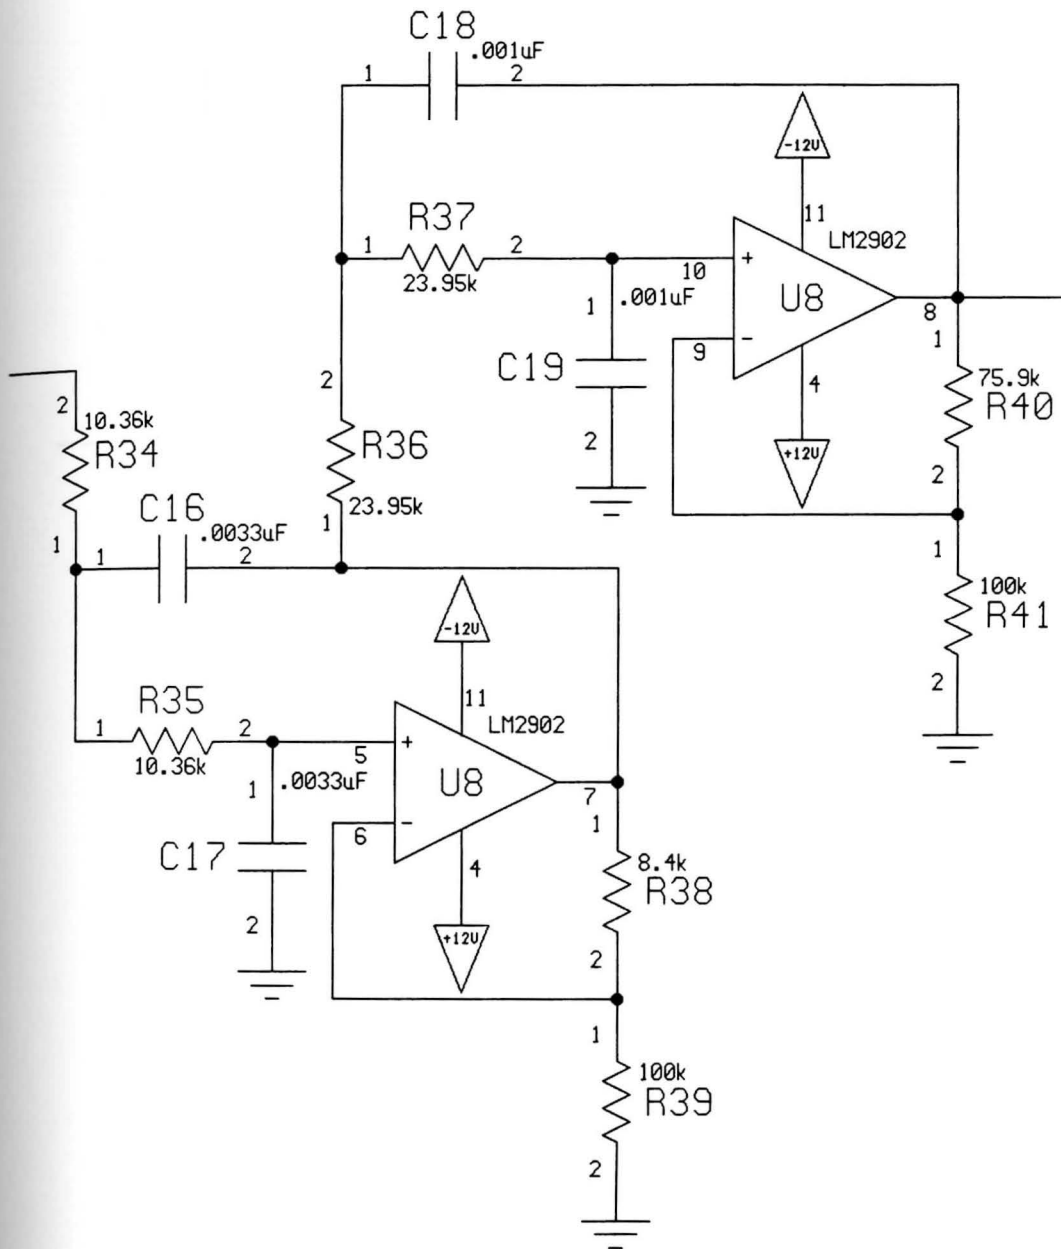 C18
.001uF
1
2
-12V
11
LM2902
R37
1
2
23.95k
10
+
U8
8
1
.001uF
9
-
C19
4
1
75.9k
R40
2
+12V
2
2
10.36k
R34
2
R36
23.95k
1
C16
.0033uF
1
1
2
1
100k
R41
2
-12V
11
LM2902
R35
1
2
10.36k
5
+
U8
7
1
.0033uF
6
-
C17
4
1
8.4k
R38
2
+12V
2
1
100k
R39
2